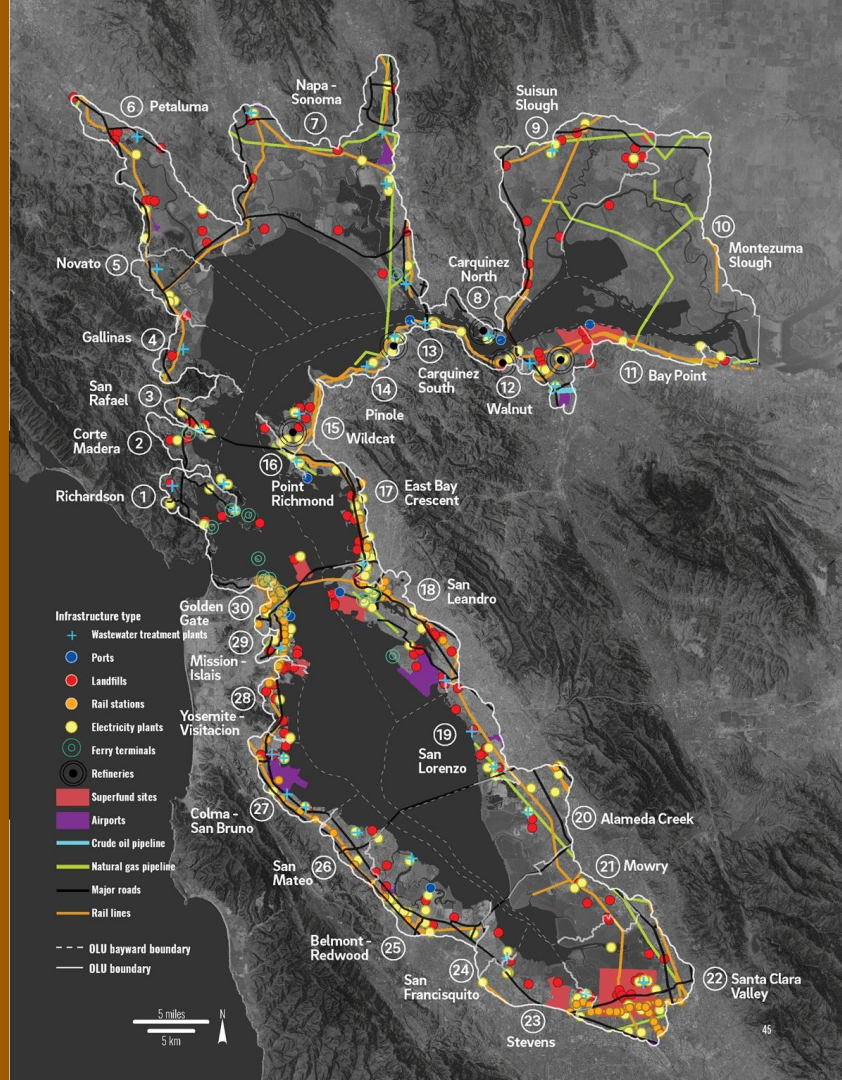 6 Petaluma
Napa -
Sonoma
7
Suisun
Slough
9
10
Montezuma
Slough
Novato 5
Carquinez
North
8
Gallinas 4
San
Rafael 3
13
Carquinez
South
14
Pinole
12
Walnut
11 Bay Point
Corte
Madera 2
15 Wildcat
Richardson 1
16
Point
Richmond
17 East Bay
Crescent
18 San
Leandro
Golden 30
Gate
29
Mission -
Islais
28
Yosemite -
Visitacion
19
San
Lorenzo
27
Colma -
San Bruno
20 Alameda Creek
San
Mateo 26
21 Mowry
Belmont -
Redwood 25
24
San
Francisquito
22 Santa Clara
Valley
23
Stevens
Infrastructure type
Wastewater treatment plants
Ports
Landfills
Rail stations
Electricity plants
Ferry terminals
Refineries
Superfund sites
Airports
Crude oil pipeline
Natural gas pipeline
Major roads
Rail lines
OLU bayward boundary
OLU boundary
5 miles
5 km
N
45